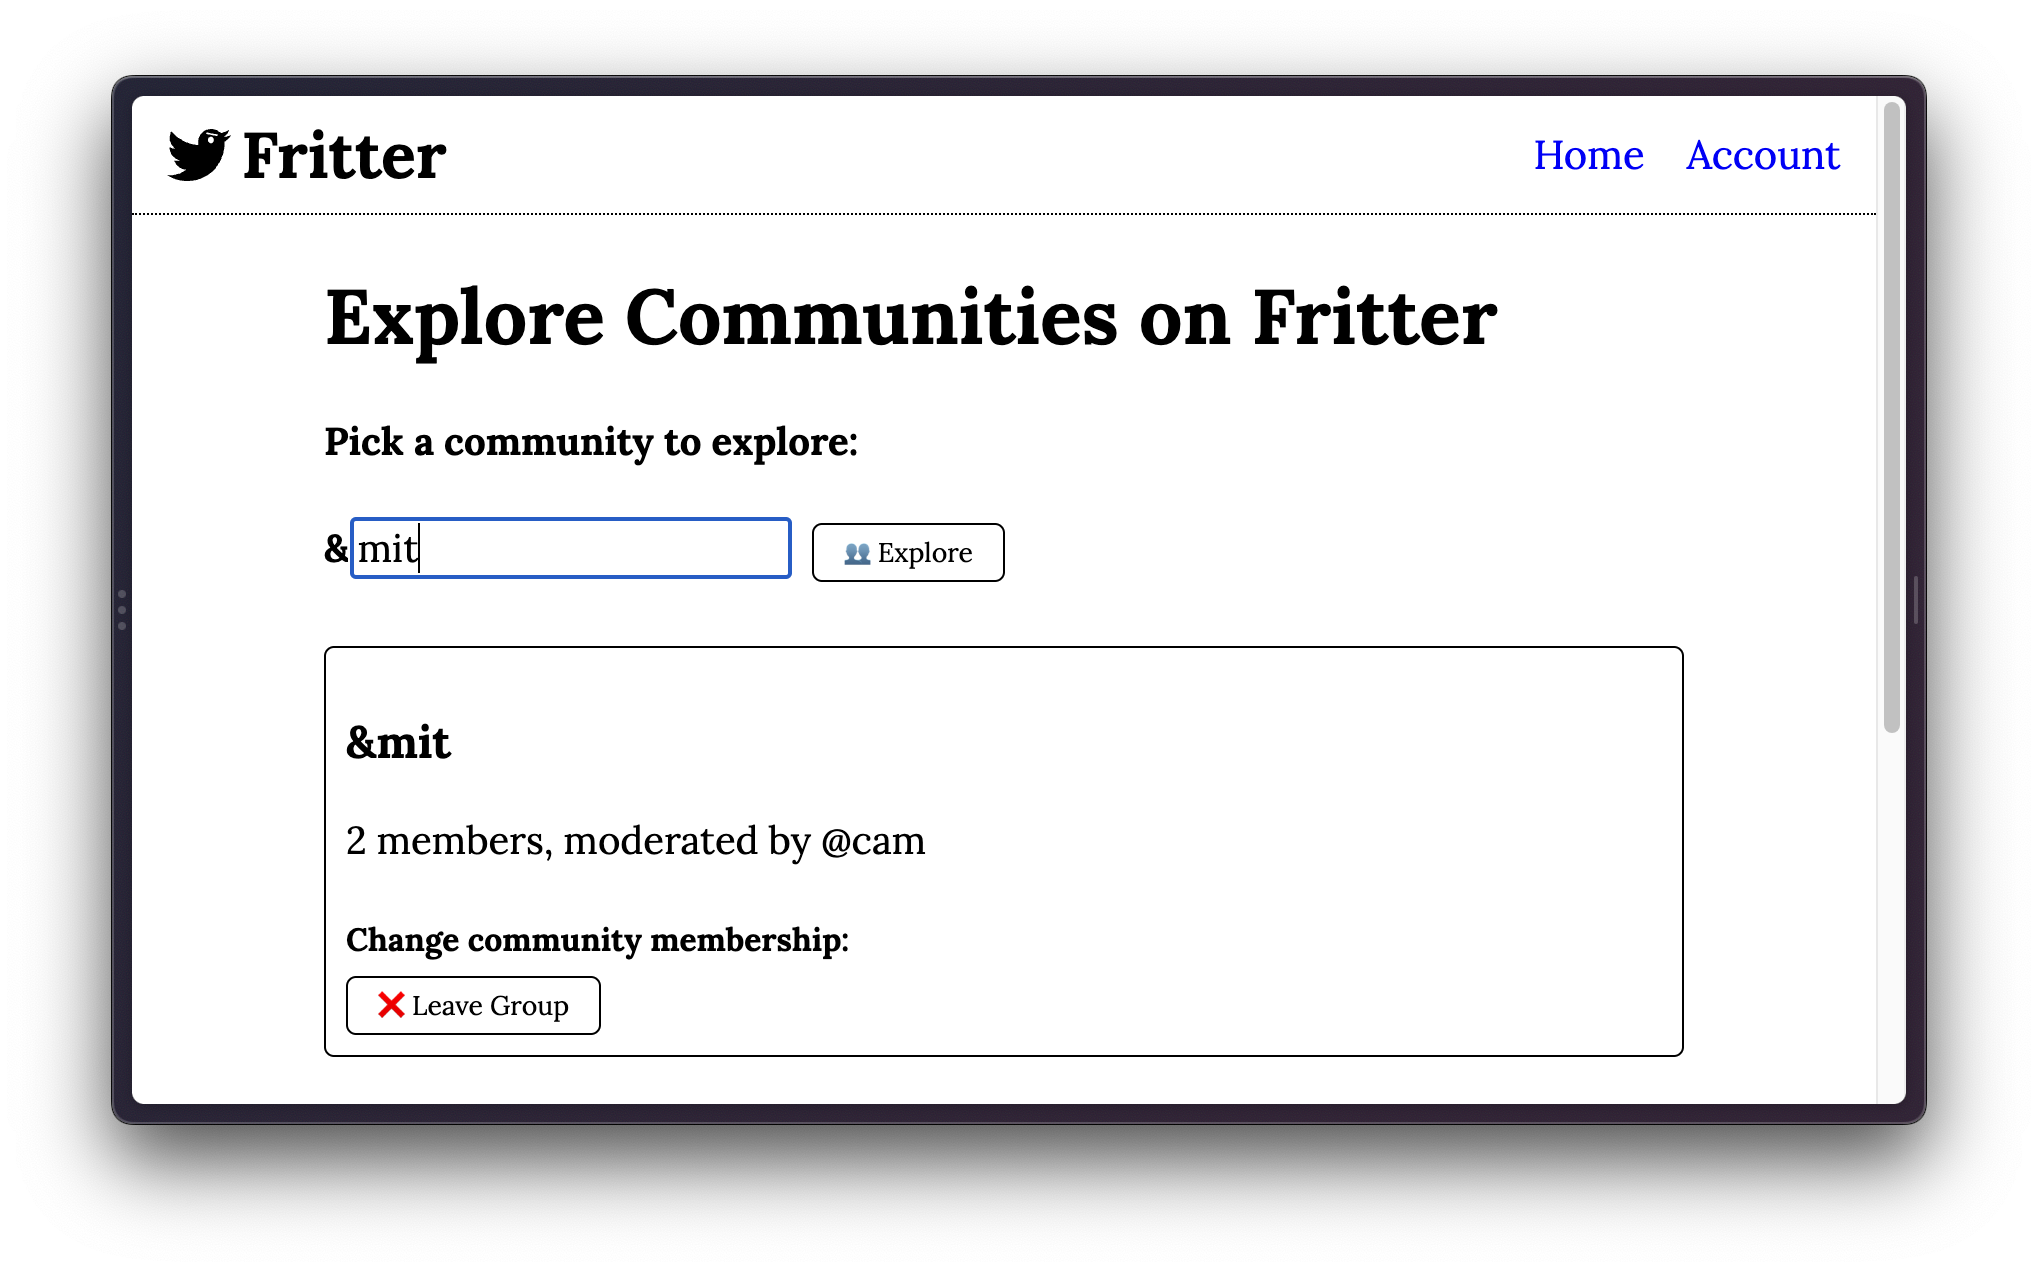 Fritter
Home Account
Explore Communities on Fritter
Pick a community to explore:
&mit
Explore
&mit
2 members, moderated by @cam
Change community membership:
Leave Group